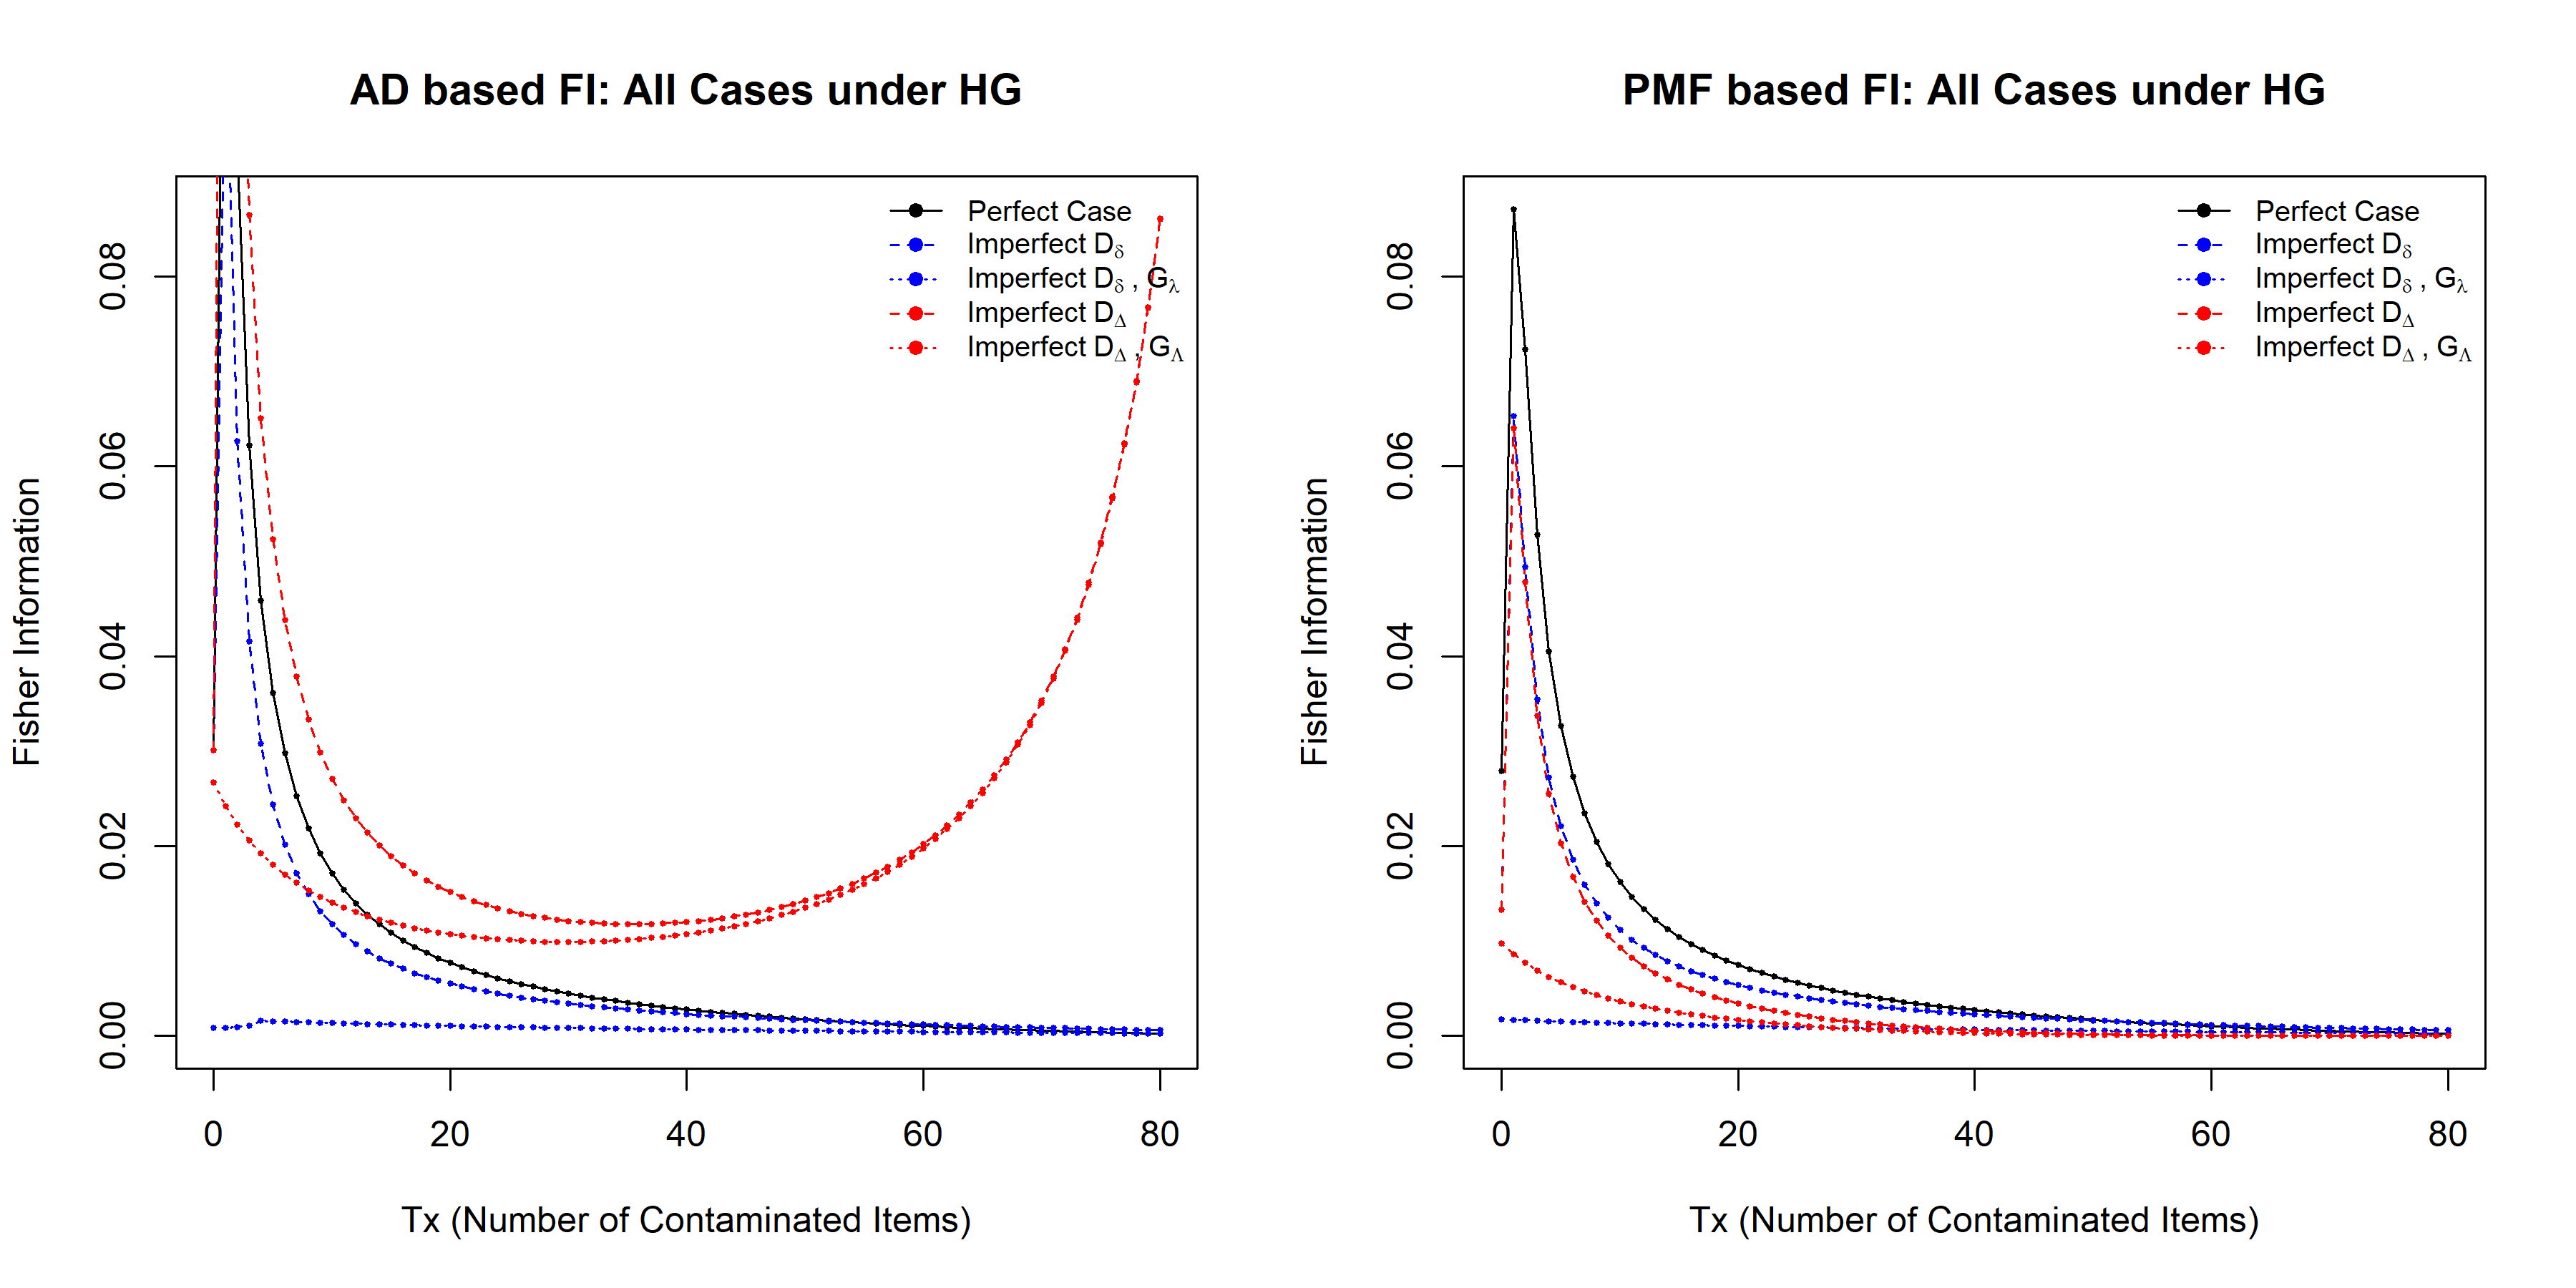 AD based FI: All Cases under HG
Fisher Information
0.08
0.06
0.04
0.02
0.00
0 20 40 60 80
Tx (Number of Contaminated Items)
Perfect Case
Imperfect Dδ
Imperfect Dδ , Gλ
Imperfect DΔ
Imperfect DΔ , GΛ
PMF based FI: All Cases under HG
Fisher Information
0.08
0.06
0.04
0.02
0.00
0 20 40 60 80
Tx (Number of Contaminated Items)
Perfect Case
Imperfect Dδ
Imperfect Dδ , Gλ
Imperfect DΔ
Imperfect DΔ , GΛ